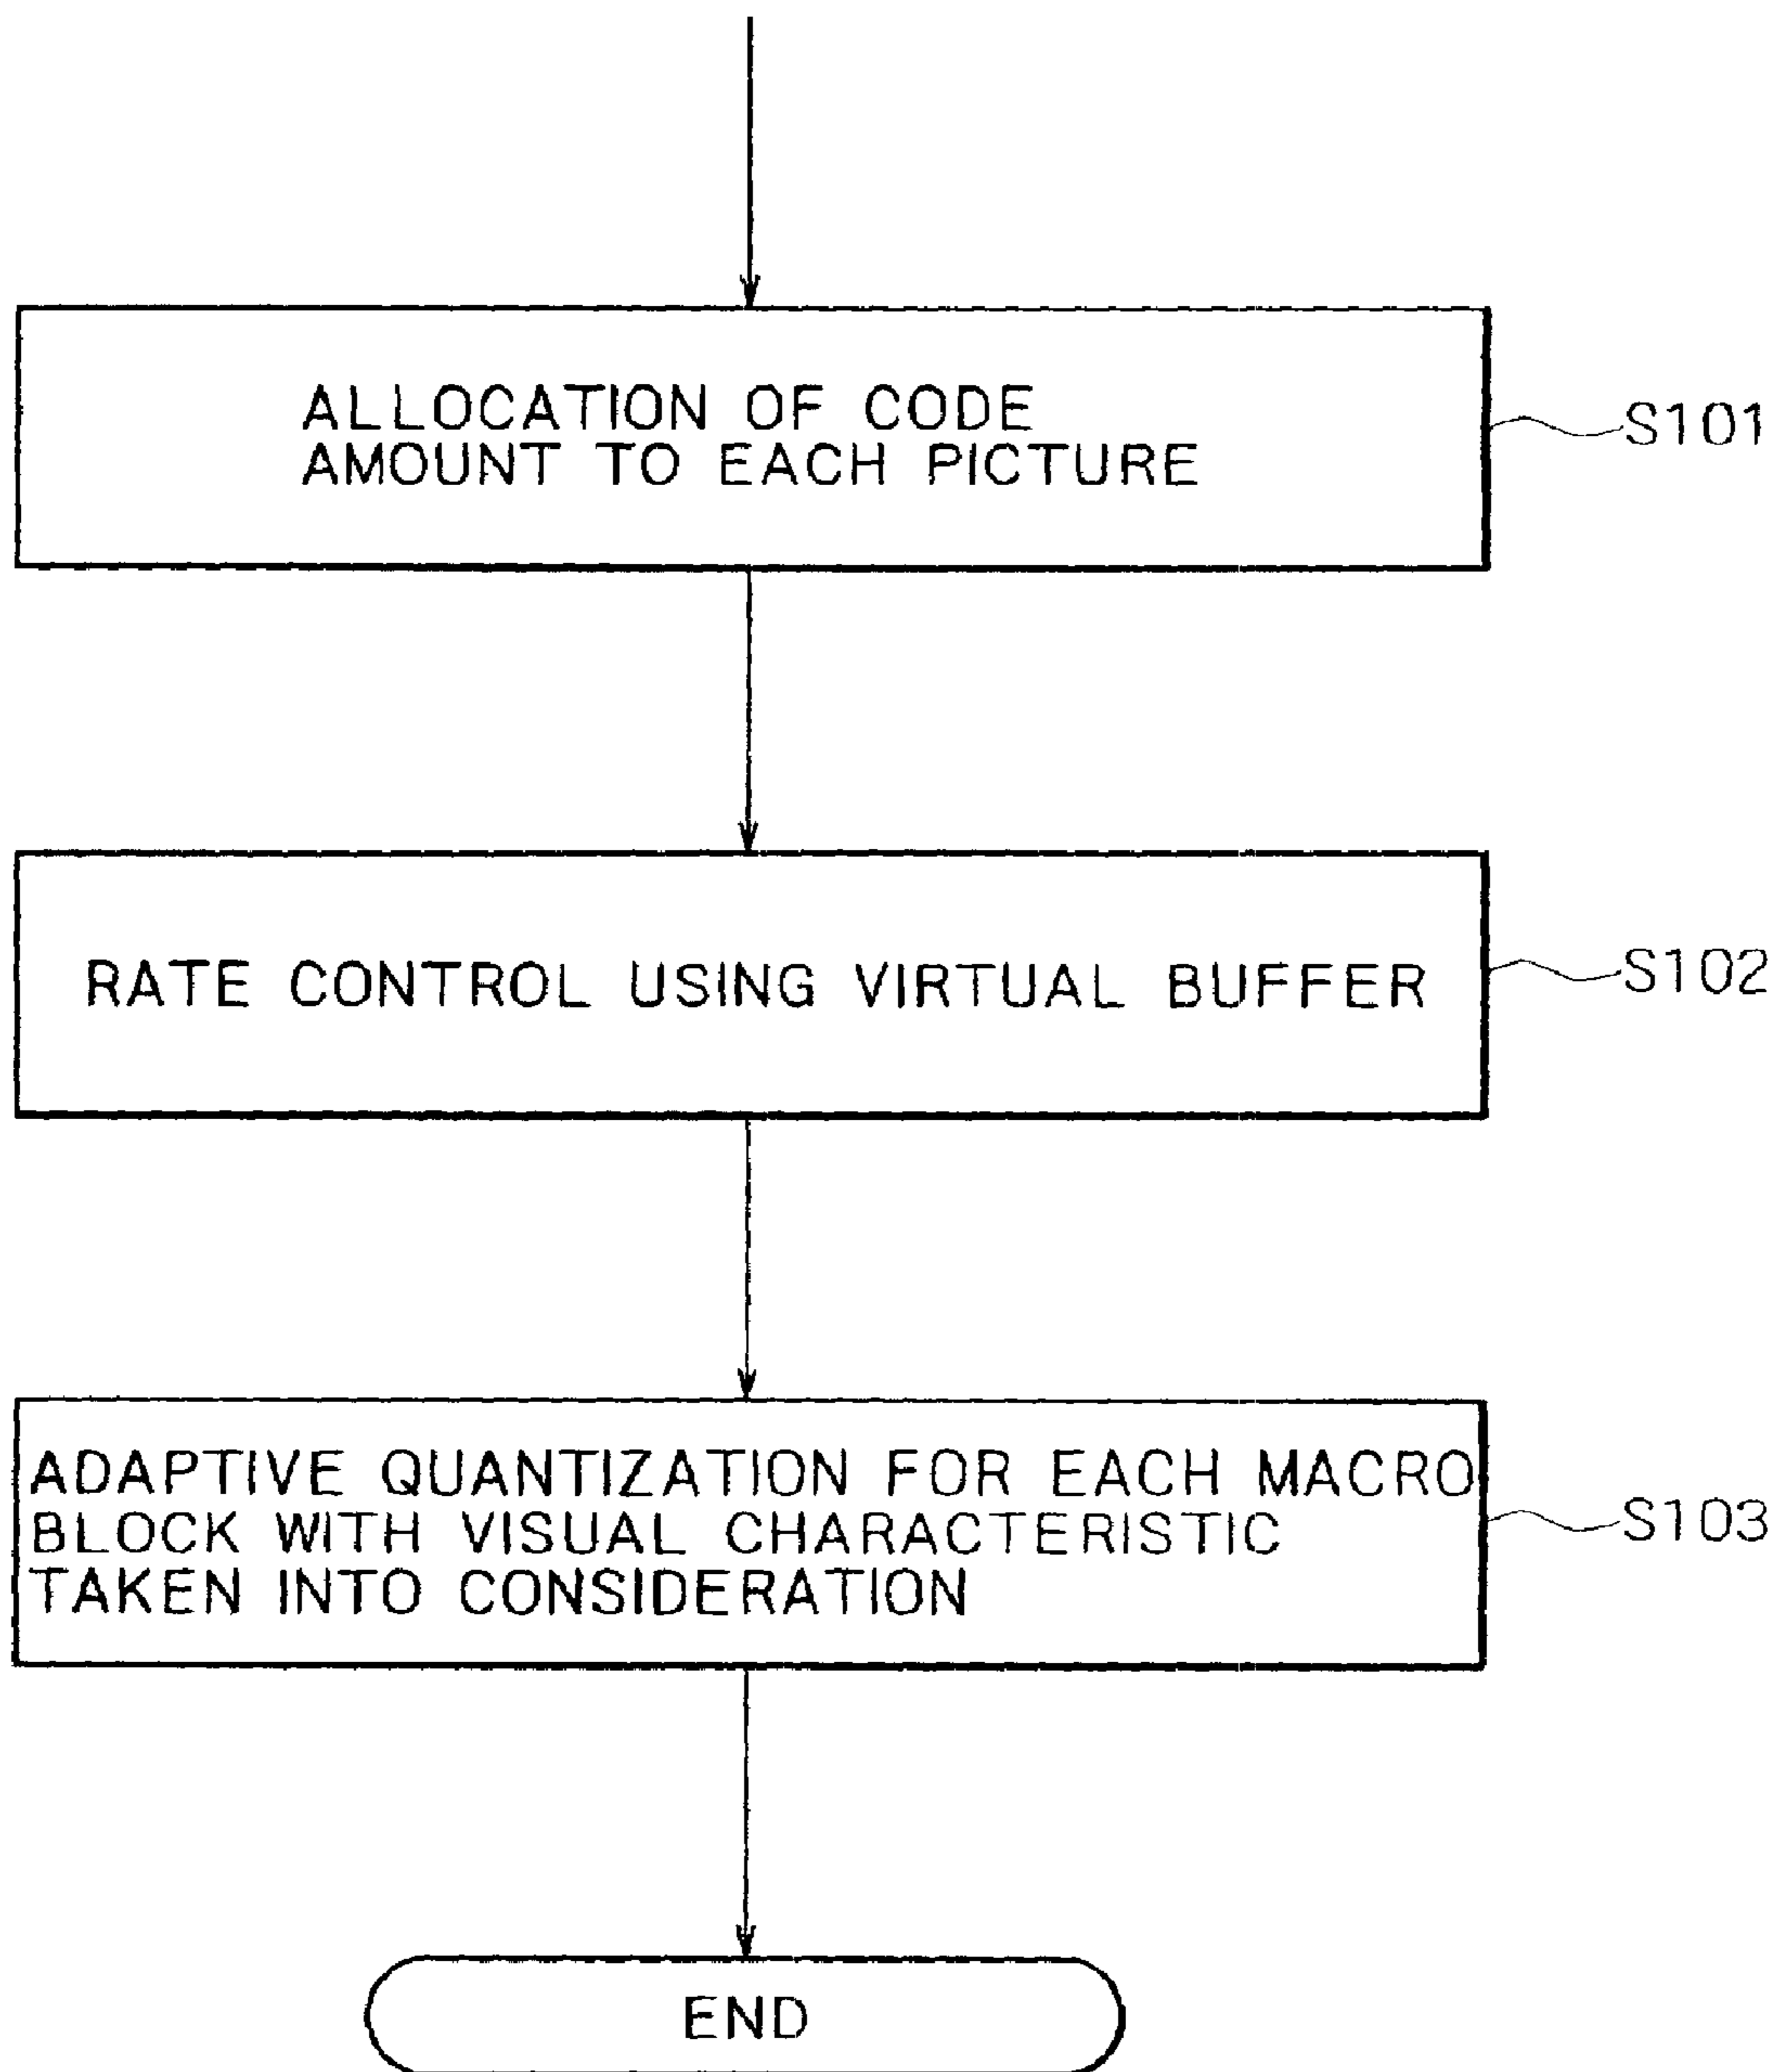 ALLOCATION OF CODE
AMOUNT TO EACH PICTURE
S101
RATE CONTROL USING VIRTUAL BUFFER
S102
ADAPTIVE QUANTIZATION FOR EACH MACRO
BLOCK WITH VISUAL CHARACTERISTIC
TAKEN INTO CONSIDERATION
S103
END